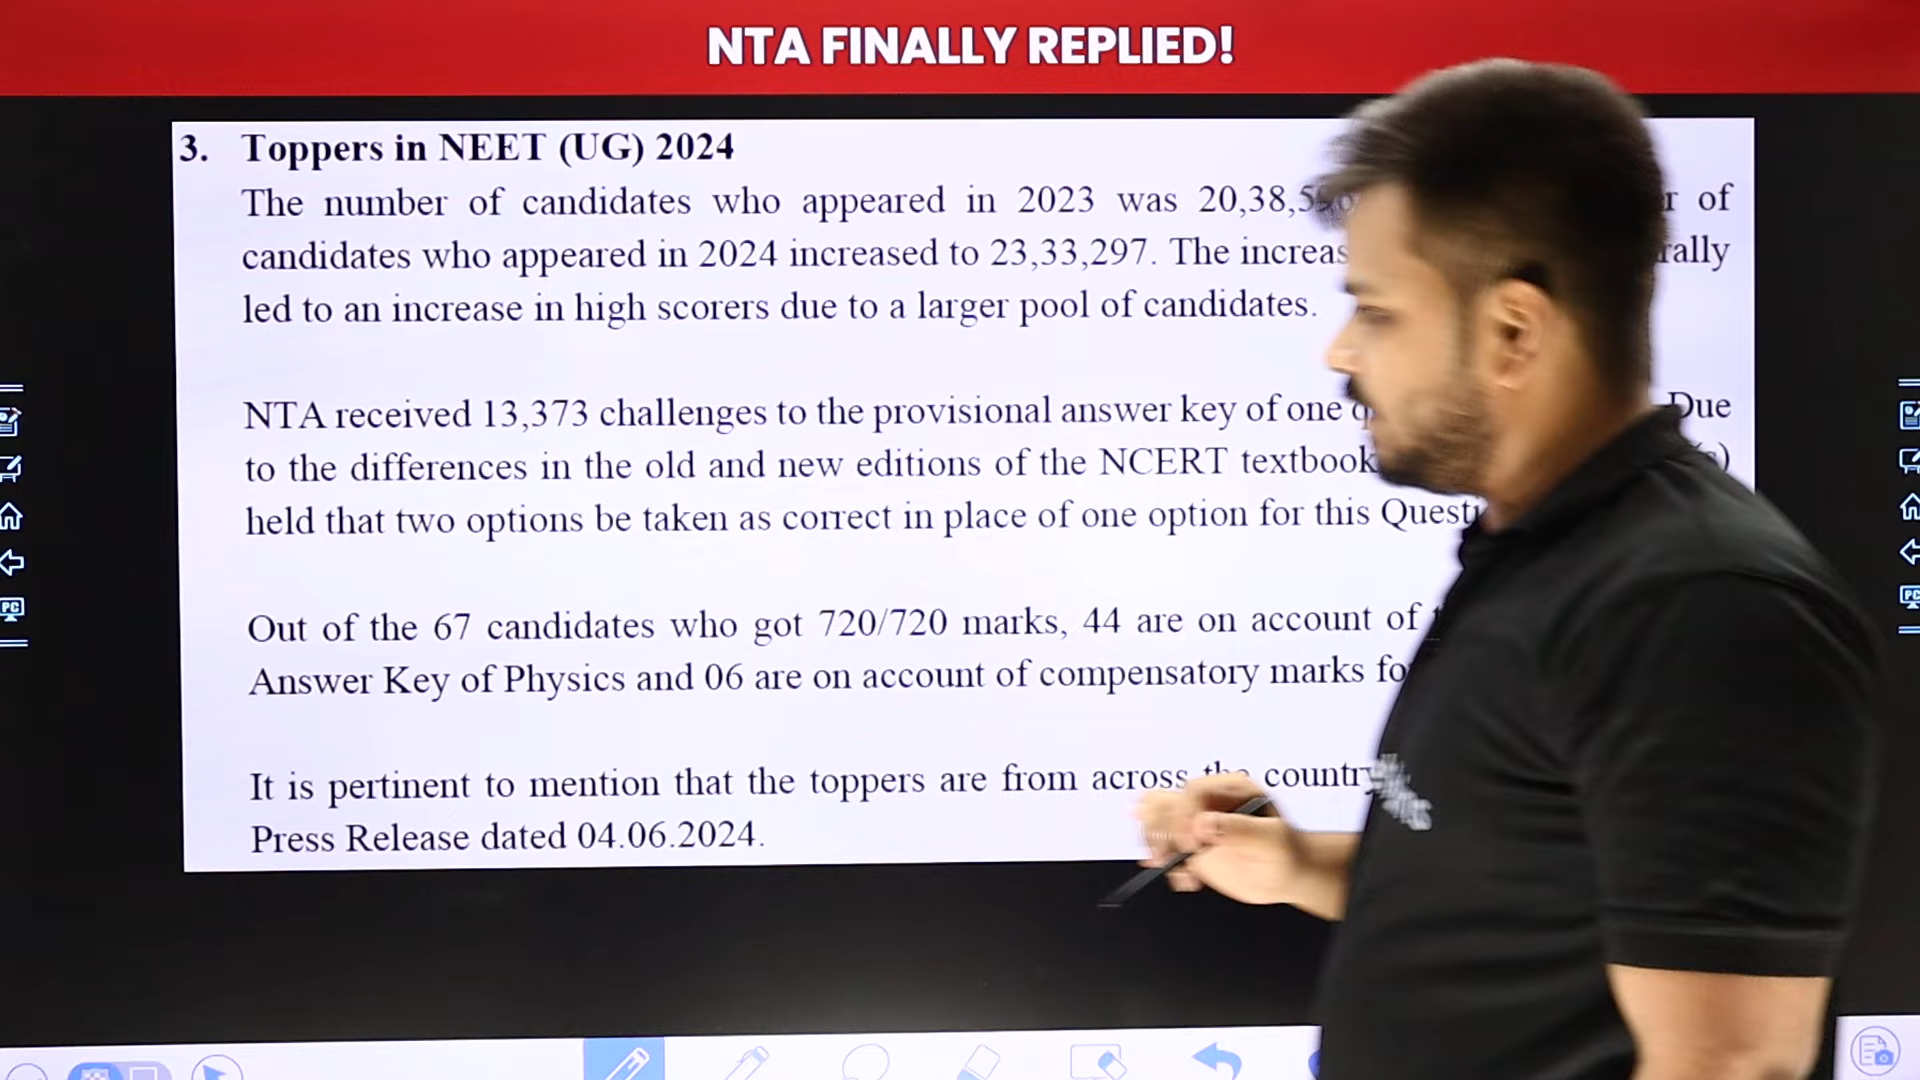 NTA FINALLY REPLIED!
3. Toppers in NEET (UG) 2024
The number of candidates who appeared in 2023 was of
candidates who appeared in 2024 increased to 23,33,297. The
led to an increase in high scorers due to a larger pool of candidates.
NTA received 13,373 challenges to the provisional answer key of one Due
to the differences in the old and new editions of the NCERT
held that two options be taken as correct in place of one option for this
Out of the 67 candidates who got 720/720 marks, 44 are on account of
Answer Key of Physics and 06 are on account of compensatory marks
It is pertinent to mention that the toppers are from across country
Press Release dated 04.06.2024.
PC
PC